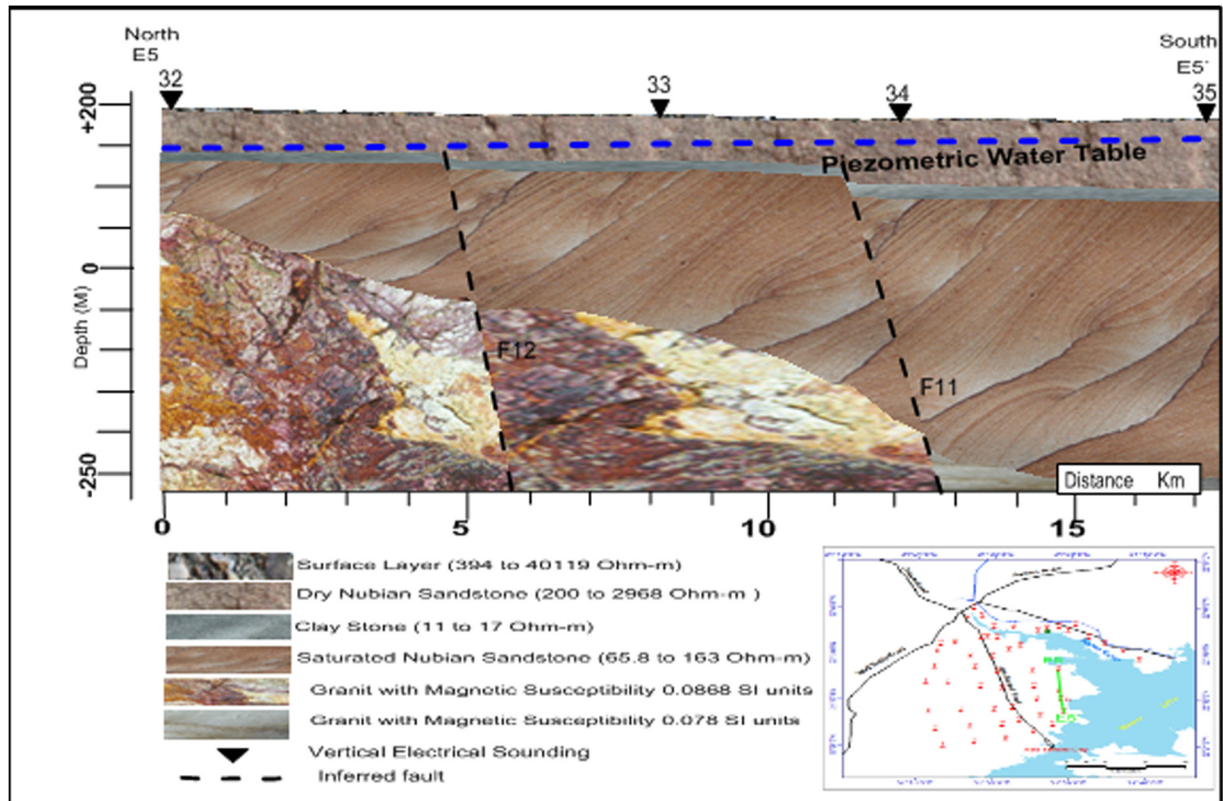 North
E5
South
E5'
32
33
34
35
+200
0
-250
Depth (M)
Piezometric Water Table
F12
F11
Distance Km
0
5
10
15
Surface Layer (394 to 40119 Ohm-m)
Dry Nubian Sandstone (200 to 2968 Ohm-m )
Clay Stone (11 to 17 Ohm-m)
Saturated Nubian Sandstone (65.8 to 163 Ohm-m)
Granit with Magnetic Susceptibility 0.0868 SI units
Granit with Magnetic Susceptibility 0.078 SI units
Vertical Electrical Sounding
Inferred fault